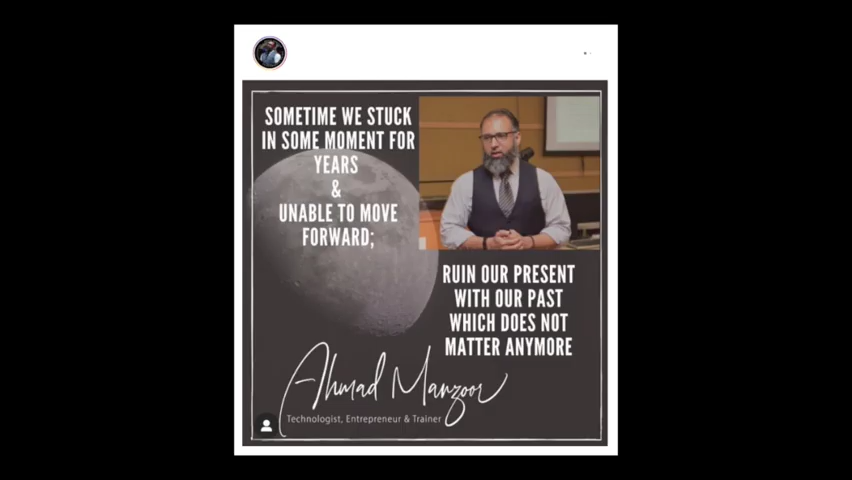 SOMETIME WE STUCK
IN SOME MOMENT FOR
YEARS
&
UNABLE TO MOVE
FORWARD;
RUIN OUR PRESENT
WITH OUR PAST
WHICH DOES NOT
MATTER ANYMORE
Ahmad Manzoor
Technologist, Entrepreneur & Trainer